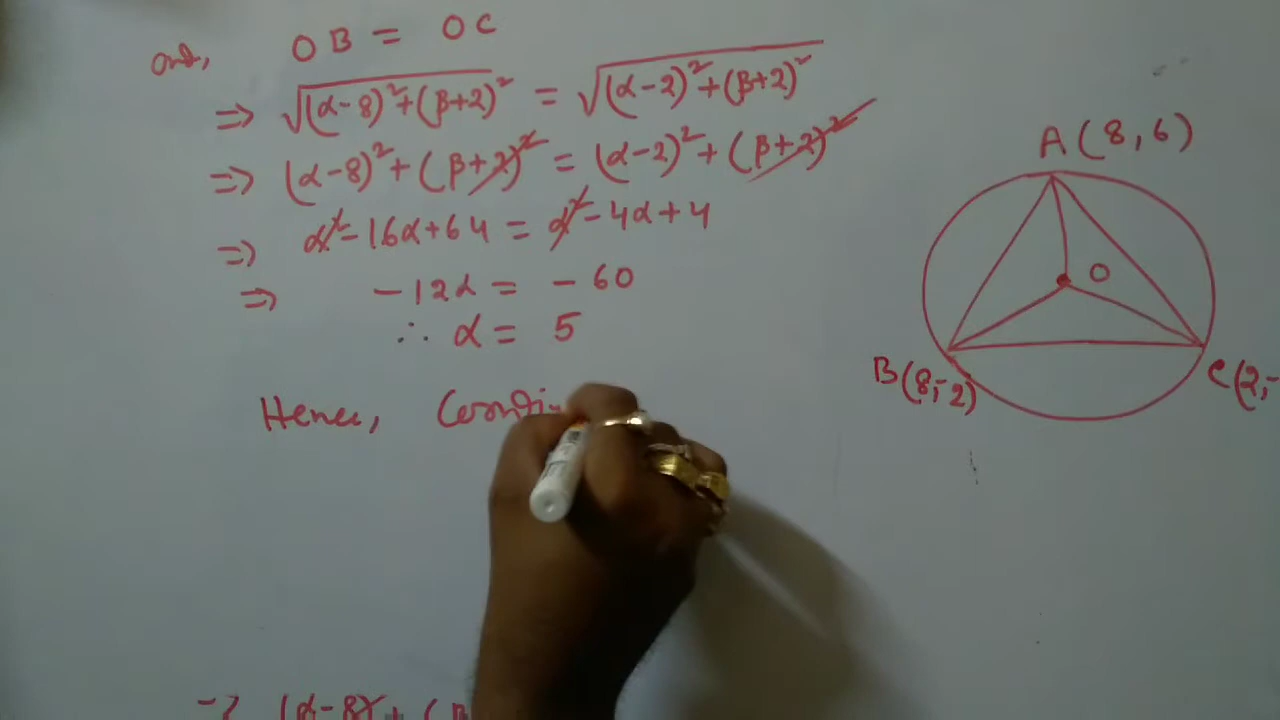 and, OB = OC
⇒ √(α-8)²+(β+2)² = √(α-2)²+(β+2)²
⇒ (α-8)²+(β+2)² = (α-2)²+(β+2)²
⇒ α²-16α+64 = α²-4α+4
⇒ -12α = -60
∴ α = 5
Hence,
A(8,6)
O
B(8,-2)
C(2,-